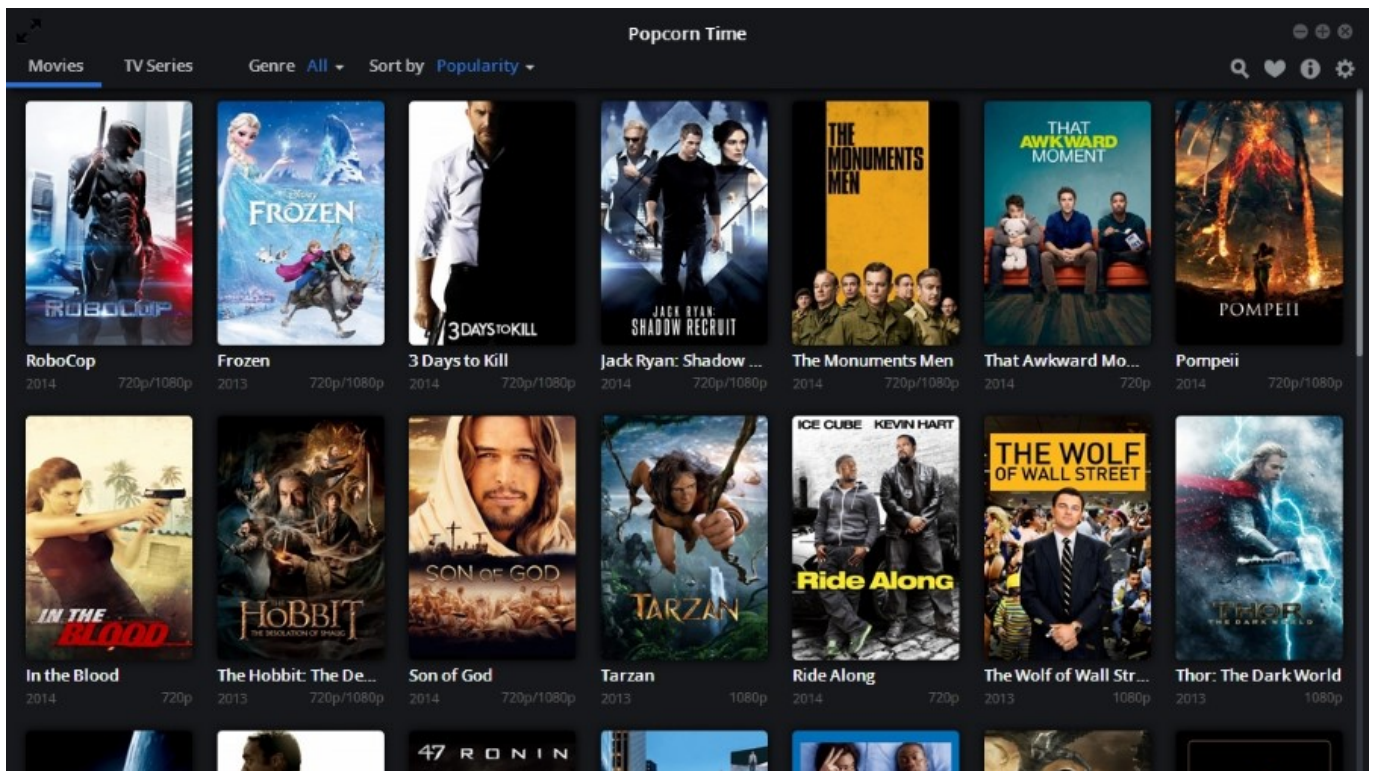 Popcorn Time
Movies TV Series Genre All Sort by Popularity
ROBOCOP
Disney
FROZEN
3 DAYS TO KILL
JACK RYAN:
SHADOW RECRUIT
THE
MONUMENTS
MEN
THAT
AWKWARD
MOMENT
POMPEII
RoboCop Frozen 3 Days to Kill Jack Ryan: Shadow ... The Monuments Men That Awkward Mo... Pompeii
2014 720p/1080p 2013 720p/1080p 2014 720p/1080p 2014 720p/1080p 2014 720p/1080p 2014 720p 2014 720p/1080p
IN THE
BLOOD
HOBBIT
THE DESOLATION OF SMAUG
SON OF GOD
TARZAN
ICE CUBE KEVIN HART
Ride Along
THE WOLF
OF WALL STREET
THOR
THE DARK WORLD
In the Blood The Hobbit: The De... Son of God Tarzan Ride Along The Wolf of Wall Str... Thor: The Dark World
2014 720p 2013 720p/1080p 2014 720p/1080p 2013 1080p 2014 720p 2013 1080p 2013 1080p
47 RONIN